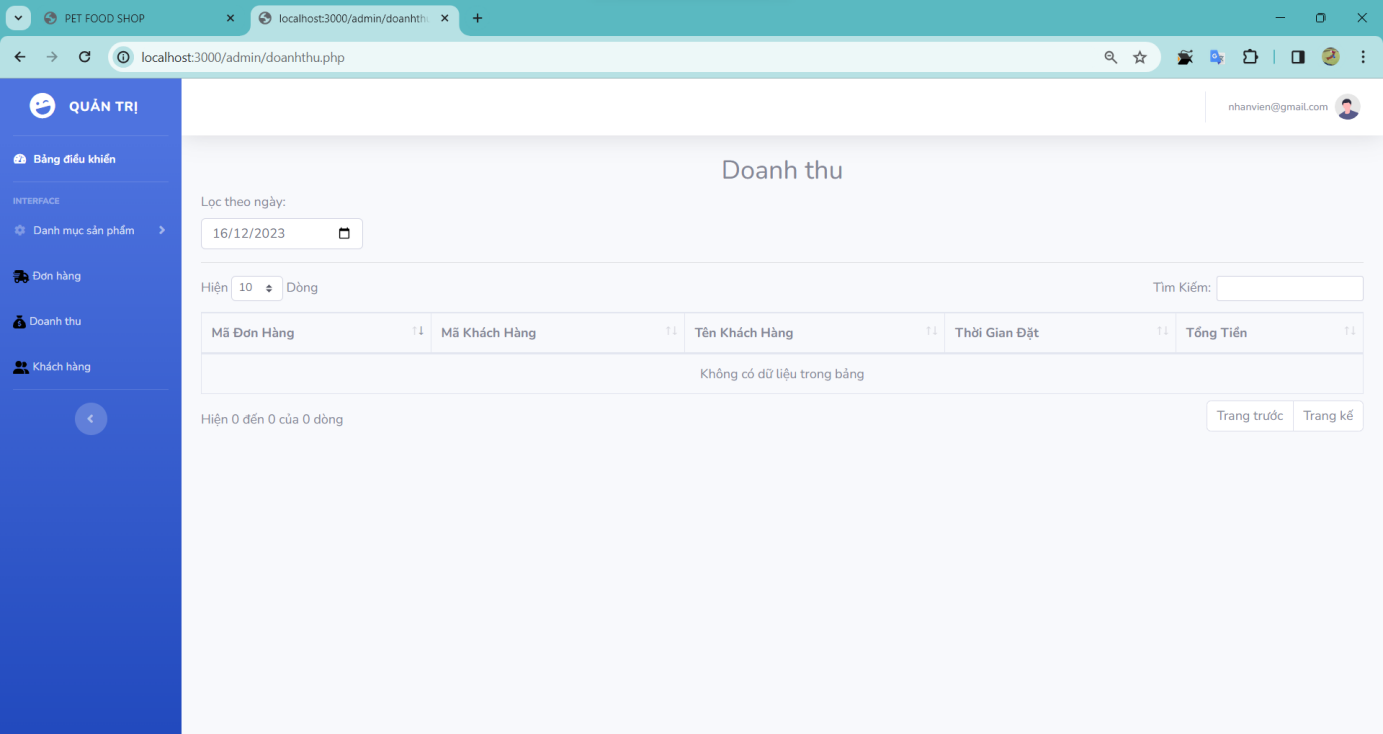 PET FOOD SHOP
localhost:3000/admin/doanhthu
localhost:3000/admin/doanhthu.php
QUẢN TRỊ
nhanvien@gmail.com
Bảng điều khiển
INTERFACE
Danh mục sản phẩm
Đơn hàng
Doanh thu
Khách hàng
Doanh thu
Lọc theo ngày:
16/12/2023
Hiện 10 Dòng
Tìm Kiếm:
Mã Đơn Hàng Mã Khách Hàng Tên Khách Hàng Thời Gian Đặt Tổng Tiền
Không có dữ liệu trong bảng
Hiện 0 đến 0 của 0 dòng
Trang trước Trang kế